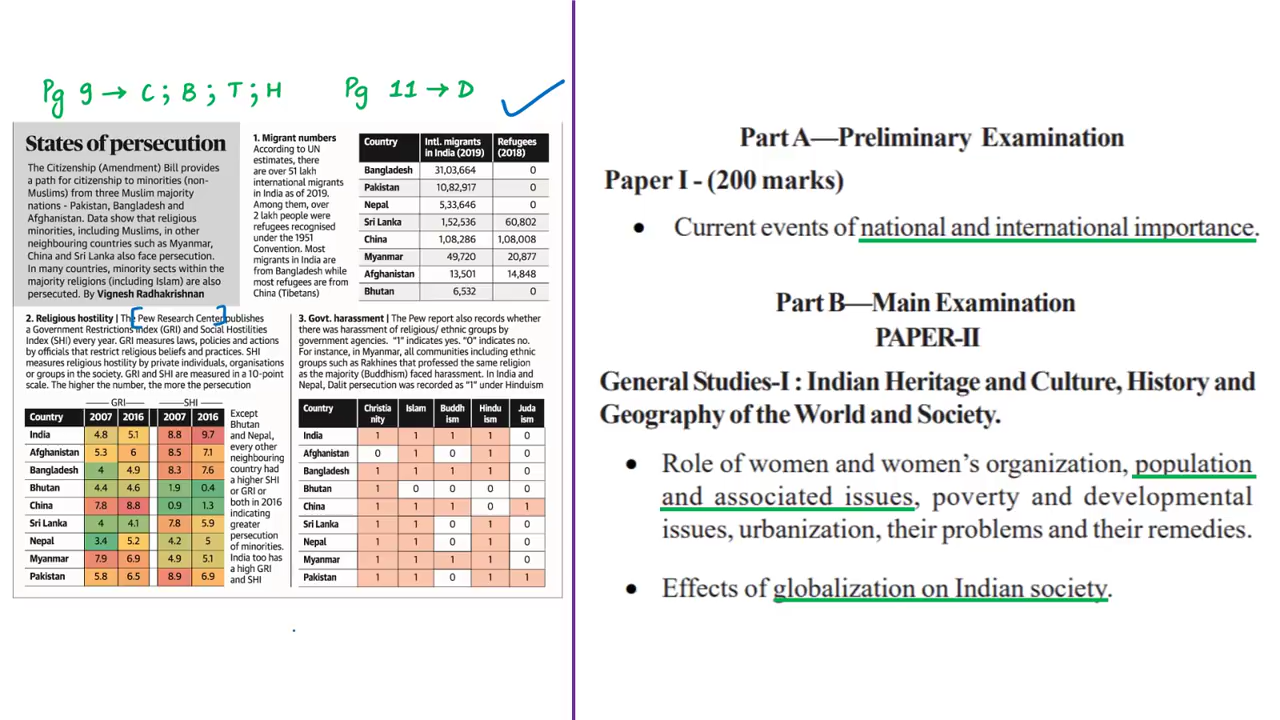 Pg 9 → C ; B ; T ; H
Pg 11 → D
States of persecution
The Citizenship (Amendment) Bill provides
a path for citizenship to minorities (non-
Muslims) from three Muslim majority
nations - Pakistan, Bangladesh and
Afghanistan. Data show that religious
minorities, including Muslims, in other
neighbouring countries such as Myanmar,
China and Sri Lanka also face persecution.
In many countries, minority sects within the
majority religions (including Islam) are also
persecuted. By Vignesh Radhakrishnan
1. Migrant numbers
According to UN
estimates, there
are over 51 lakh
international migrants
in India as of 2019.
Among them, over
2 lakh people were
refugees recognised
under the 1951
Convention. Most
migrants in India are
from Bangladesh while
most refugees are from
China (Tibetans)
Country Intl. migrants in India (2019) Refugees (2018)
Bangladesh 31,03,664 0
Pakistan 10,82,917 0
Nepal 5,33,646 0
Sri Lanka 1,52,536 60,802
China 1,08,286 1,08,008
Myanmar 49,720 20,877
Afghanistan 13,501 14,848
Bhutan 6,532 0
2. Religious hostility | The Pew Research Center publishes
a Government Restrictions Index (GRI) and Social Hostilities
Index (SHI) every year. GRI measures laws, policies and actions
by officials that restrict religious beliefs and practices. SHI
measures religious hostility by private individuals, organisations
or groups in the society. GRI and SHI are measured in a 10-point
scale. The higher the number, the more the persecution
GRI SHI
Country 2007 2016 2007 2016
India 4.8 5.1 8.8 9.7
Afghanistan 5.3 6 8.5 7.1
Bangladesh 4 4.9 8.3 7.6
Bhutan 4.4 4.6 1.9 0.4
China 7.8 8.8 0.9 1.3
Sri Lanka 4 4.1 7.8 5.9
Nepal 3.4 5.2 4.2 5
Myanmar 7.9 6.9 4.9 5.1
Pakistan 5.8 6.5 8.9 6.9
Except
Bhutan
and Nepal,
every other
neighbouring
country had
a higher SHI
or GRI or
both in 2016
indicating
greater
persecution
of minorities.
India too has
a high GRI
and SHI
3. Govt. harassment | The Pew report also records whether
there was harassment of religious/ ethnic groups by
government agencies. "1" indicates yes. "0" indicates no.
For instance, in Myanmar, all communities including ethnic
groups such as Rakhines that professed the same religion
as the majority (Buddhism) faced harassment. In India and
Nepal, Dalit persecution was recorded as "1" under Hinduism
Country Christia nity Islam Buddh ism Hindu ism Juda ism
India 1 1 1 1 0
Afghanistan 0 1 0 1 0
Bangladesh 1 1 1 1 0
Bhutan 1 0 0 0 0
China 1 1 1 0 1
Sri Lanka 1 1 0 1 0
Nepal 1 1 0 1 0
Myanmar 1 1 1 1 0
Pakistan 1 1 0 1 1
Part A—Preliminary Examination
Paper I - (200 marks)
• Current events of national and international importance.
Part B—Main Examination
PAPER-II
General Studies-I : Indian Heritage and Culture, History and
Geography of the World and Society.
• Role of women and women's organization, population
and associated issues, poverty and developmental
issues, urbanization, their problems and their remedies.
• Effects of globalization on Indian society.